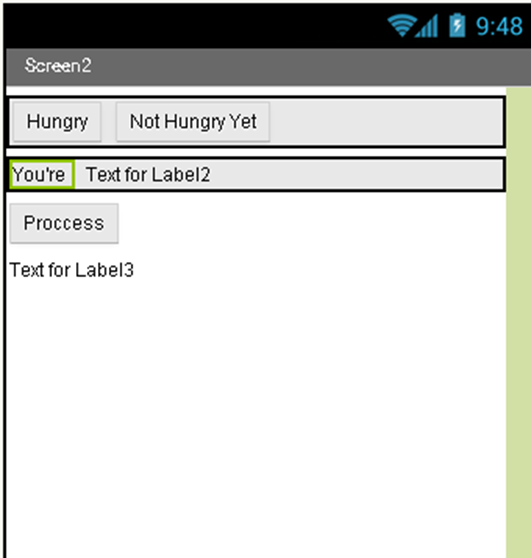 9:48
Screen2
Hungry Not Hungry Yet
You're Text for Label2
Proccess
Text for Label3